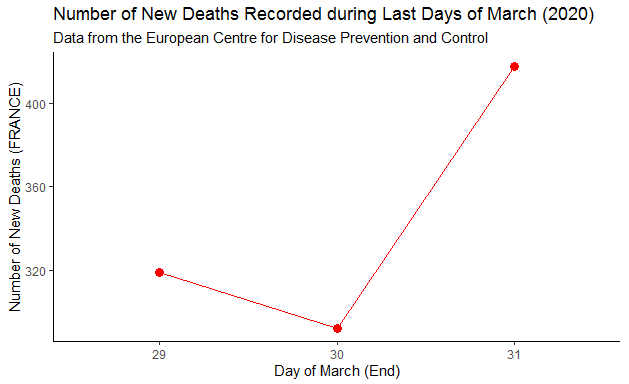 Number of New Deaths Recorded during Last Days of March (2020)
Data from the European Centre for Disease Prevention and Control
Number of New Deaths (FRANCE)
400
360
320
29 30 31
Day of March (End)